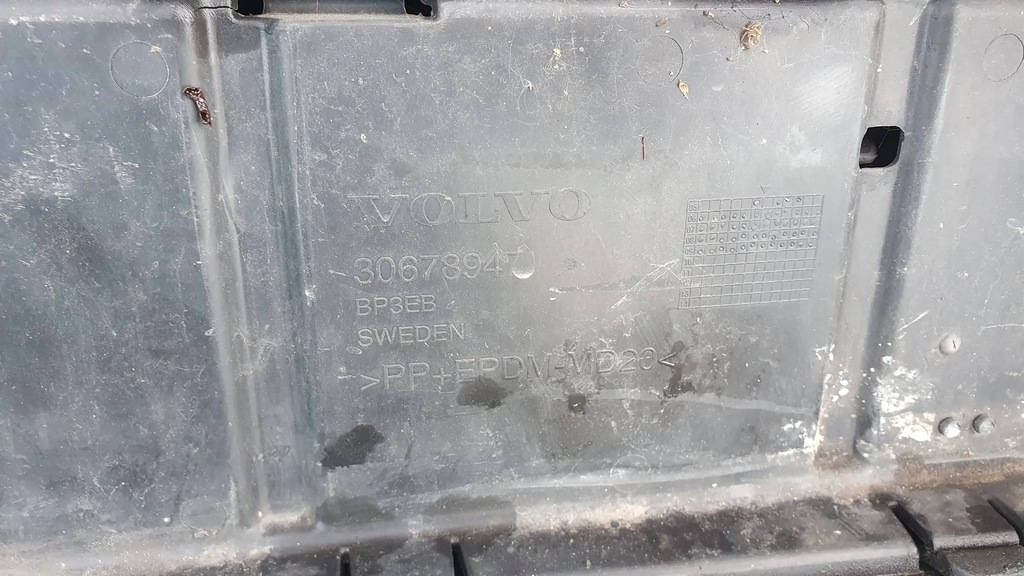 VOLVO
30678947
BP3EB
SWEDEN
>PP+EPDM-MD20<